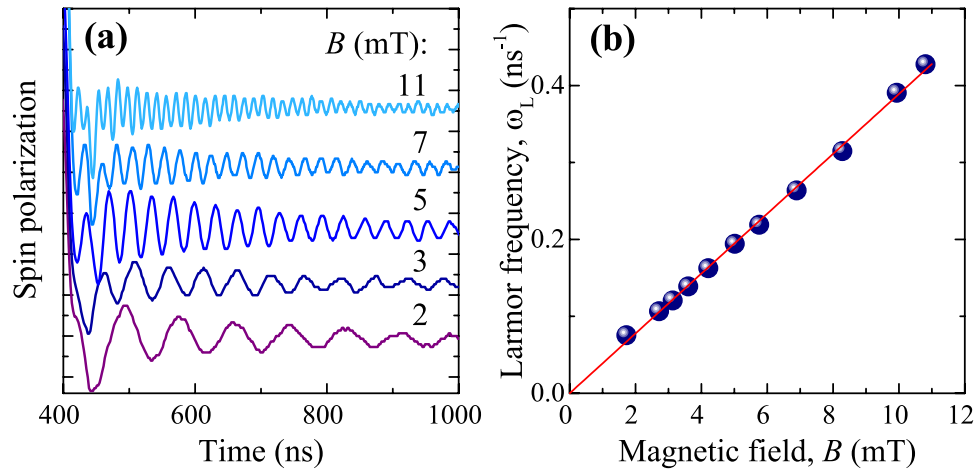 (a)
B (mT):
11
7
5
3
2
Spin polarization
400 600 800 1000
Time (ns)
(b)
Larmor frequency, ω_L (ns⁻¹)
0.4
0.2
0.0
0 2 4 6 8 10 12
Magnetic field, B (mT)